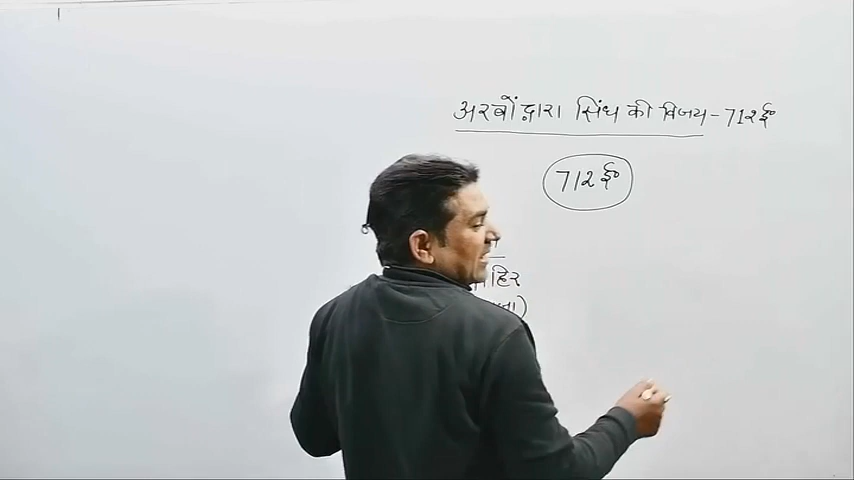 अरबों द्वारा सिंध की विजय - 712 ई०
712 ई०